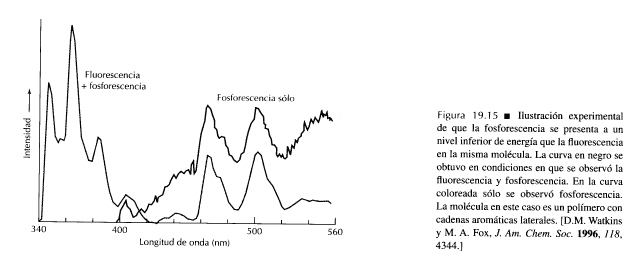 Fluorescencia
+ fosforescencia
Fosforescencia sólo
Intensidad
340
400
500
560
Longitud de onda (nm)
Figura 19.15 ■ Ilustración experimental
de que la fosforescencia se presenta a un
nivel inferior de energía que la fluorescencia
en la misma molécula. La curva en negro se
obtuvo en condiciones en que se observó la
fluorescencia y fosforescencia. En la curva
coloreada sólo se observó fosforescencia.
La molécula en este caso es un polímero con
cadenas aromáticas laterales. [D.M. Watkins
y M. A. Fox, J. Am. Chem. Soc. 1996, 118,
4344.]